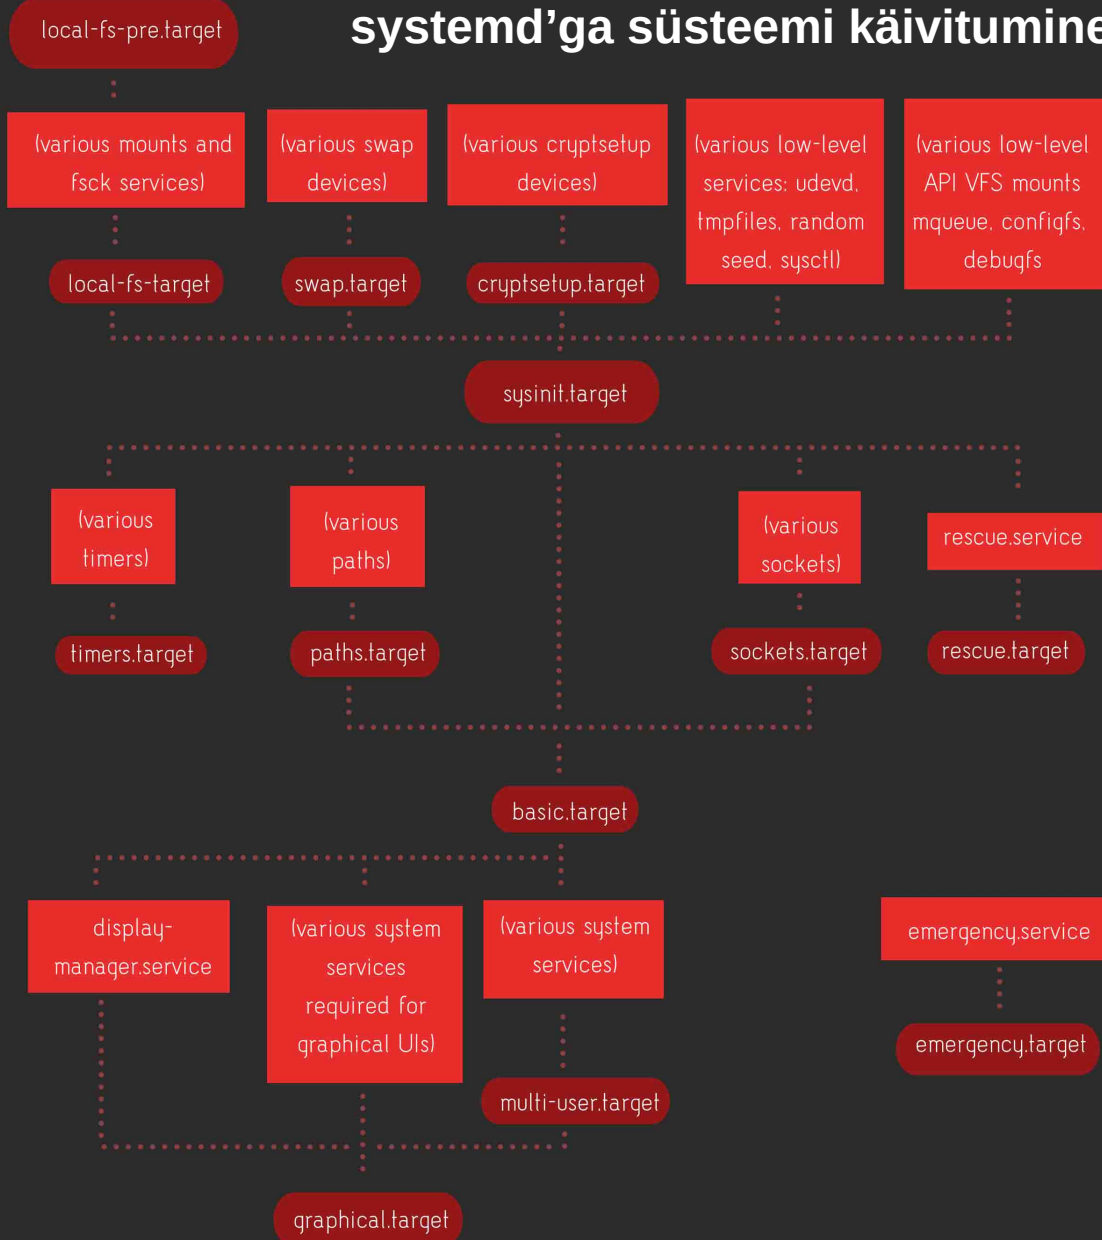 local-fs-pre.target
systemd’ga süsteemi käivitumine
(various mounts and
fsck services)
(various swap
devices)
(various cryptsetup
devices)
(various low-level
services: udevd,
tmpfiles, random
seed, sysctl)
(various low-level
API VFS mounts
mqueue, configfs,
debugfs
local-fs-target
swap.target
cryptsetup.target
sysinit.target
(various
timers)
(various
paths)
(various
sockets)
rescue.service
timers.target
paths.target
sockets.target
rescue.target
basic.target
display-
manager.service
(various system
services
required for
graphical UIs)
(various system
services)
emergency.service
emergency.target
multi-user.target
graphical.target